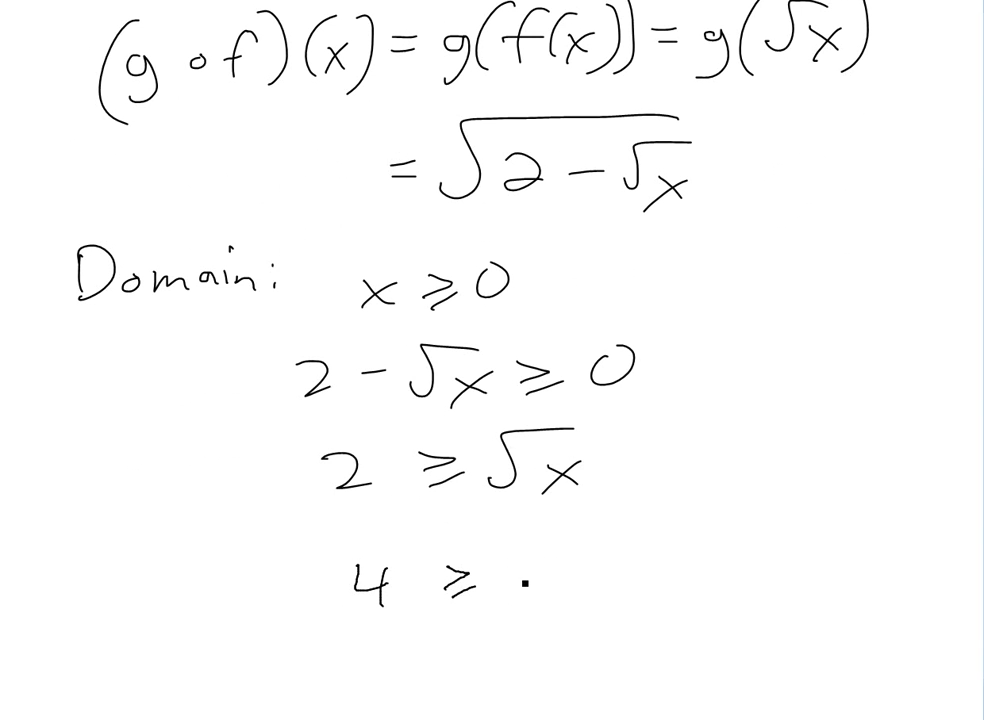 (g ∘ f)(x) = g(f(x)) = g(√x)
= √(2 - √x)
Domain: x ≥ 0
2 - √x ≥ 0
2 ≥ √x
4 ≥ .